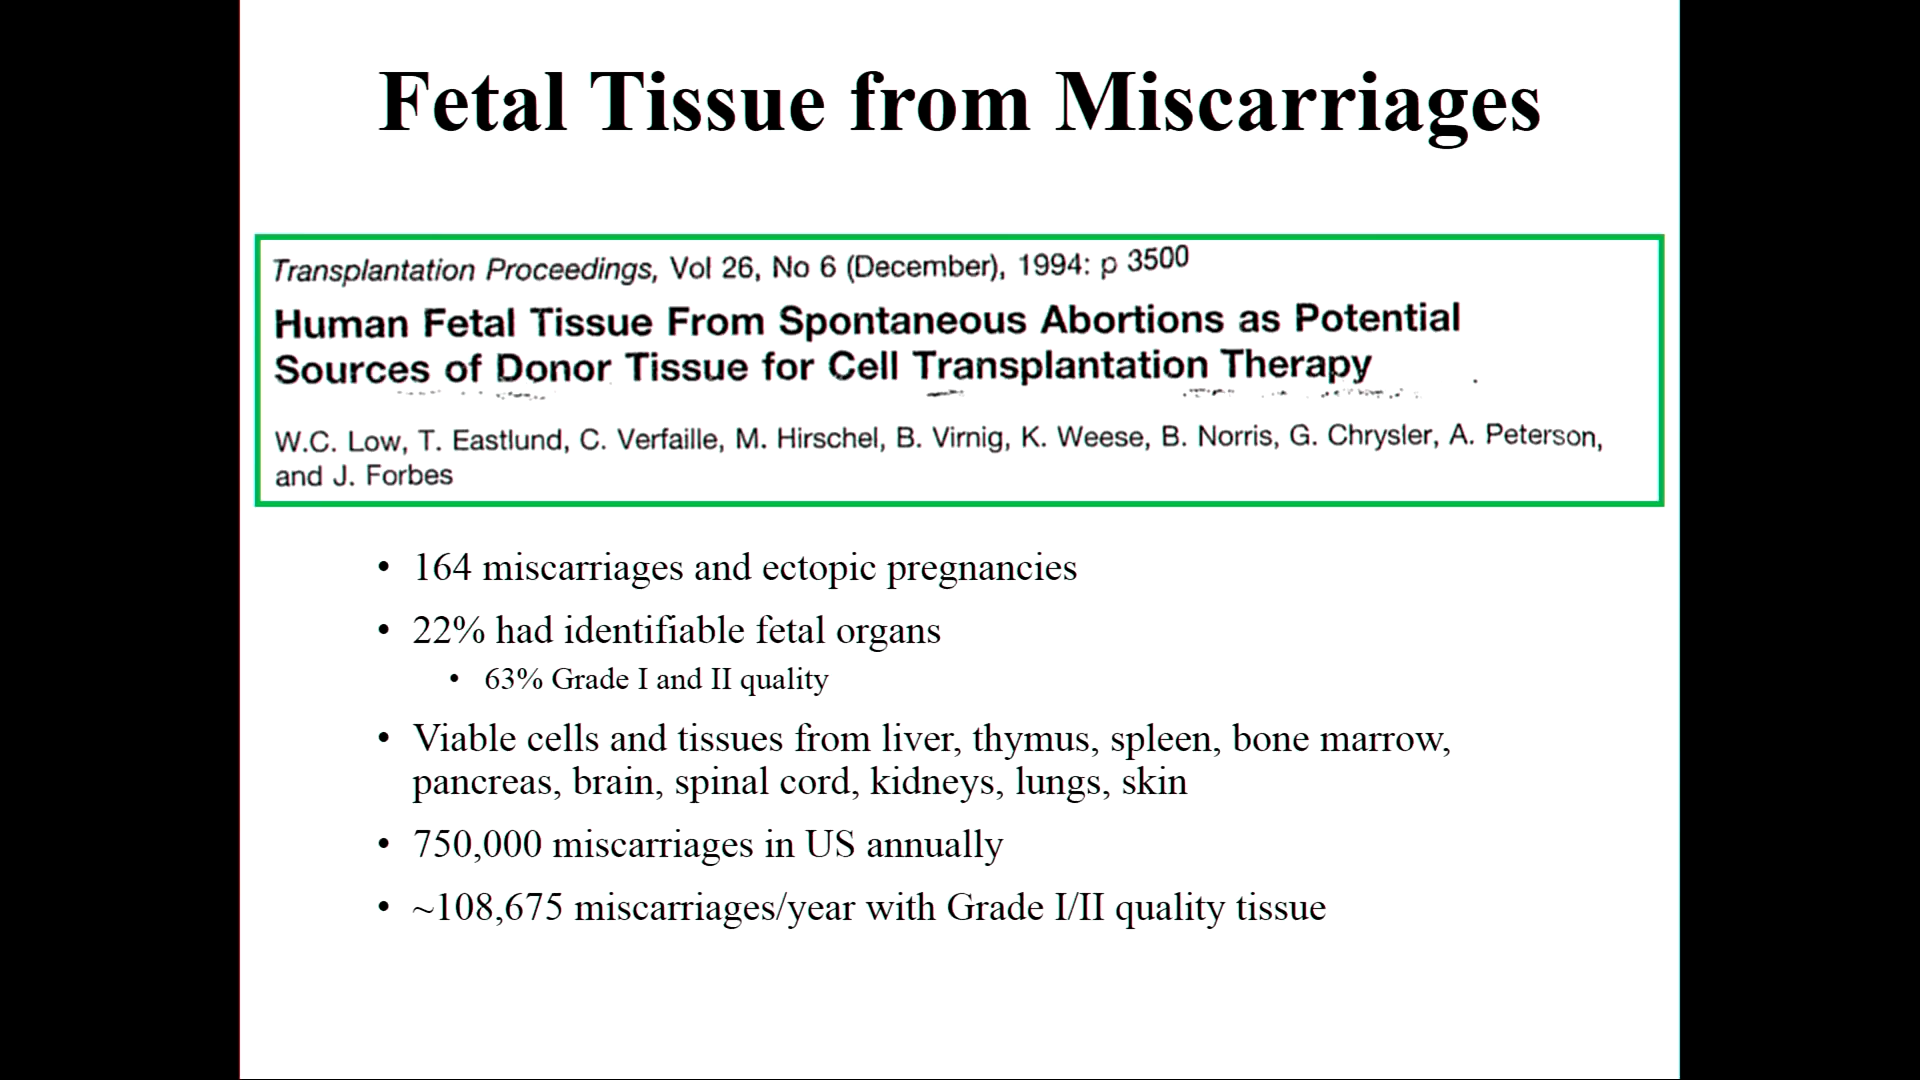 Fetal Tissue from Miscarriages
Transplantation Proceedings, Vol 26, No 6 (December), 1994: p 3500
Human Fetal Tissue From Spontaneous Abortions as Potential
Sources of Donor Tissue for Cell Transplantation Therapy
W.C. Low, T. Eastlund, C. Verfaille, M. Hirschel, B. Virnig, K. Weese, B. Norris, G. Chrysler, A. Peterson,
and J. Forbes
• 164 miscarriages and ectopic pregnancies
• 22% had identifiable fetal organs
• 63% Grade I and II quality
• Viable cells and tissues from liver, thymus, spleen, bone marrow,
pancreas, brain, spinal cord, kidneys, lungs, skin
• 750,000 miscarriages in US annually
• ~108,675 miscarriages/year with Grade I/II quality tissue